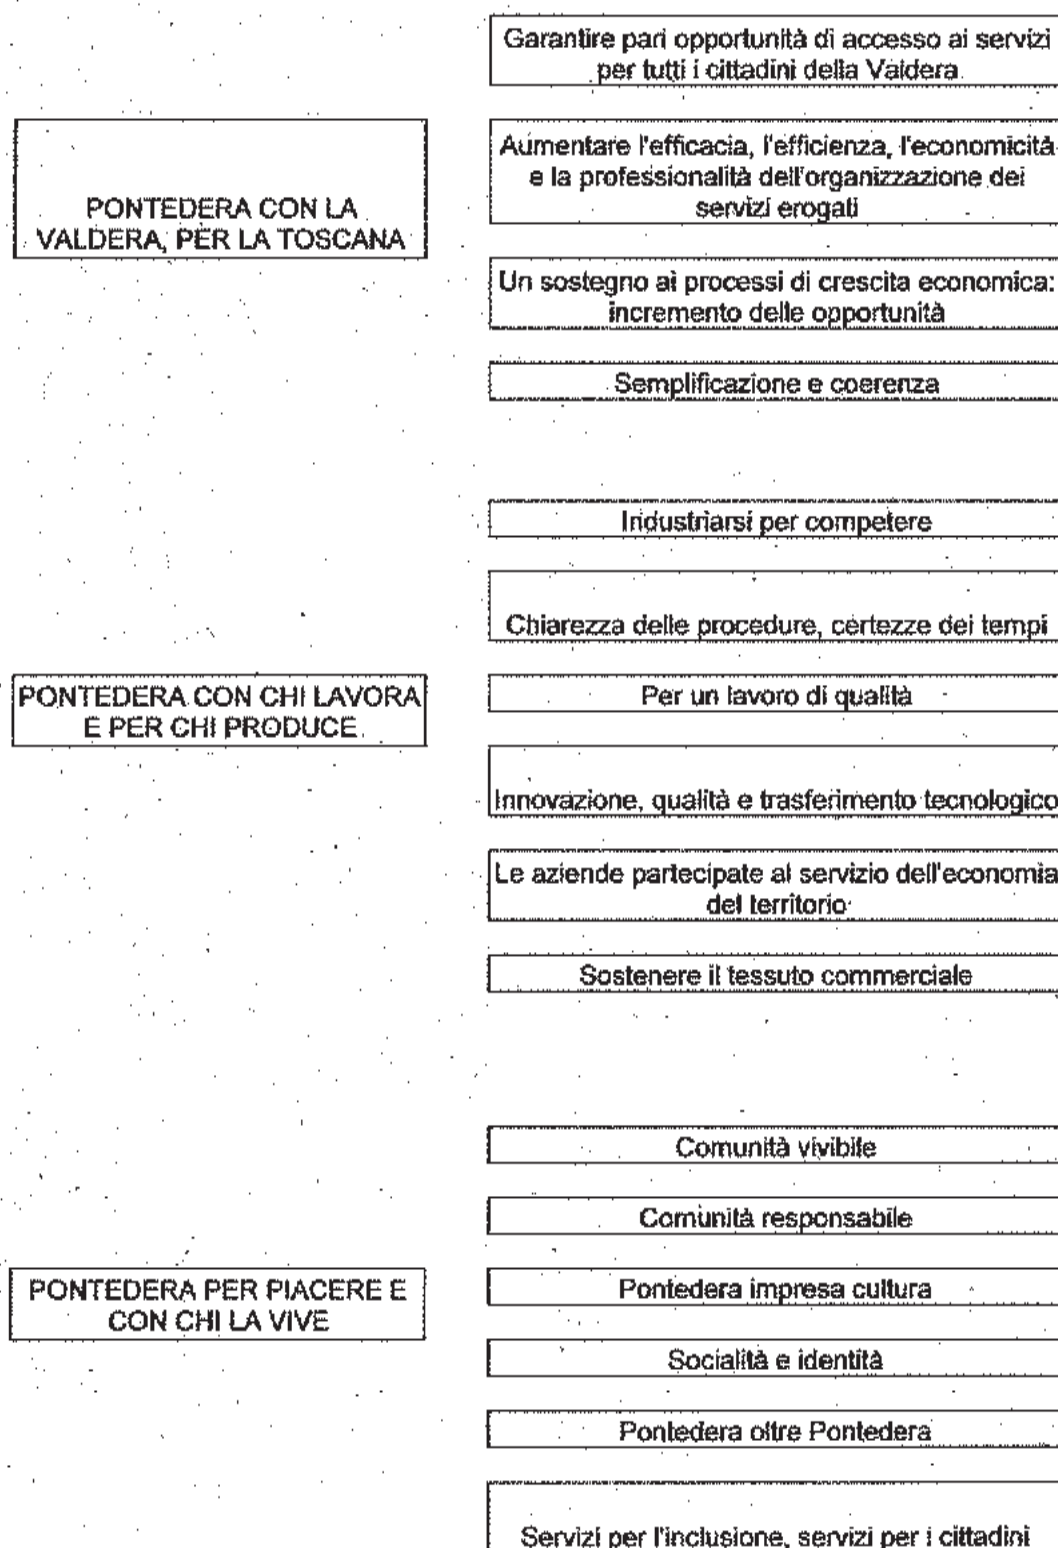 Garantire pari opportunità di accesso ai servizi
per tutti i cittadini della Valdera
Aumentare l'efficacia, l'efficienza, l'economicità
e la professionalità dell'organizzazione dei
servizi erogati
PONTEDERA CON LA
VALDERA, PER LA TOSCANA
Un sostegno ai processi di crescita economica:
incremento delle opportunità
Semplificazione e coerenza
Industriarsi per competere
Chiarezza delle procedure, certezze dei tempi
PONTEDERA CON CHI LAVORA
E PER CHI PRODUCE
Per un lavoro di qualità
Innovazione, qualità e trasferimento tecnologico
Le aziende partecipate al servizio dell'economia
del territorio
Sostenere il tessuto commerciale
Comunità vivibile
Comunità responsabile
PONTEDERA PER PIACERE E
CON CHI LA VIVE
Pontedera impresa cultura
Socialità e identità
Pontedera oltre Pontedera
Servizi per l'inclusione, servizi per i cittadini